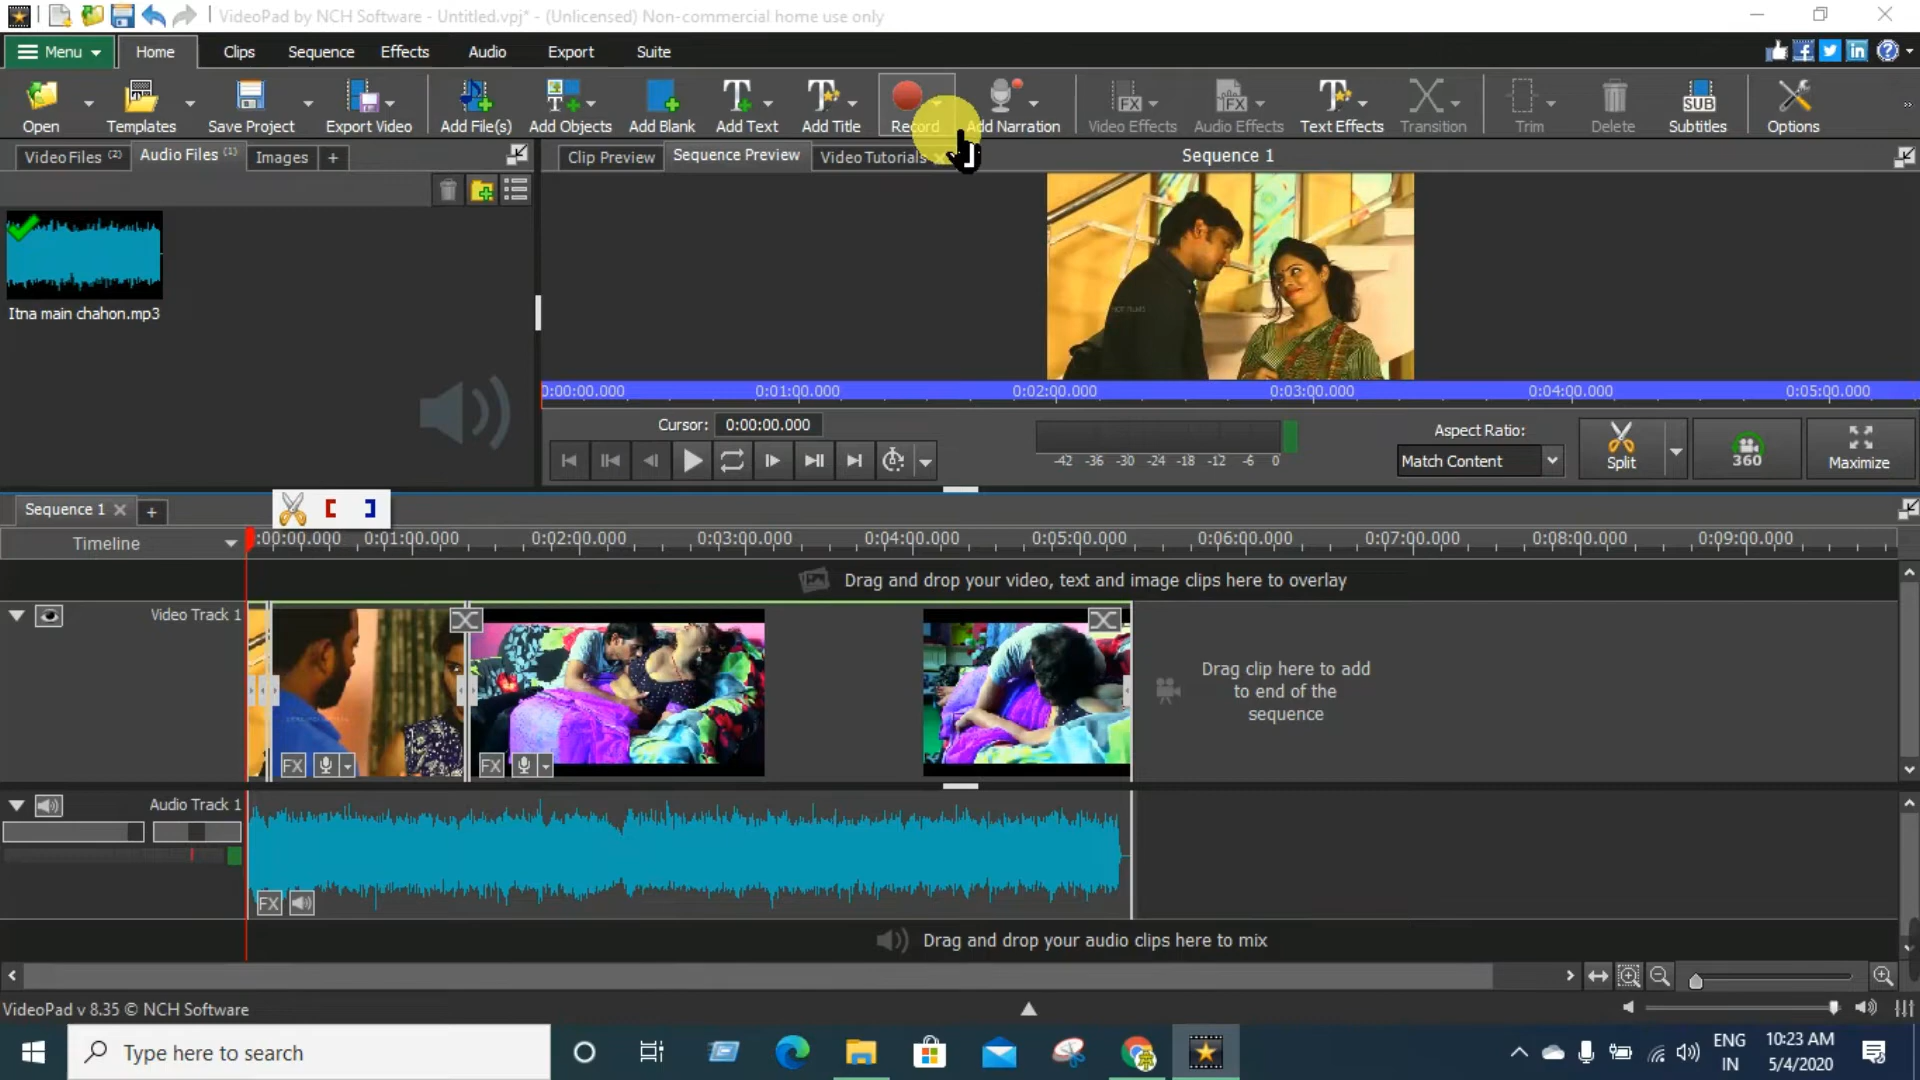 VideoPad by NCH Software - Untitled.vpj* - (Unlicensed) Non-commercial home use only
Menu Home Clips Sequence Effects Audio Export Suite
Open Templates Save Project Export Video Add File(s) Add Objects Add Blank Add Text Add Title Record Add Narration Video Effects Audio Effects Text Effects Transition Trim Delete Subtitles Options
Video Files (2) Audio Files (1) Images + Clip Preview Sequence Preview Video Tutorials Sequence 1
Itna main chahon.mp3
HOT FILMS
0:00:00.000 0:01:00.000 0:02:00.000 0:03:00.000 0:04:00.000 0:05:00.000
Cursor: 0:00:00.000
-42 -36 -30 -24 -18 -12 -6 0
Aspect Ratio:
Match Content
Split
360
Maximize
Sequence 1 +
Timeline
:00:00.000 0:01:00.000 0:02:00.000 0:03:00.000 0:04:00.000 0:05:00.000 0:06:00.000 0:07:00.000 0:08:00.000 0:09:00.000
Drag and drop your video, text and image clips here to overlay
Video Track 1
FX FX
Drag clip here to add
to end of the
sequence
Audio Track 1
FX
Drag and drop your audio clips here to mix
VideoPad v 8.35 © NCH Software
Type here to search
ENG
IN
10:23 AM
5/4/2020